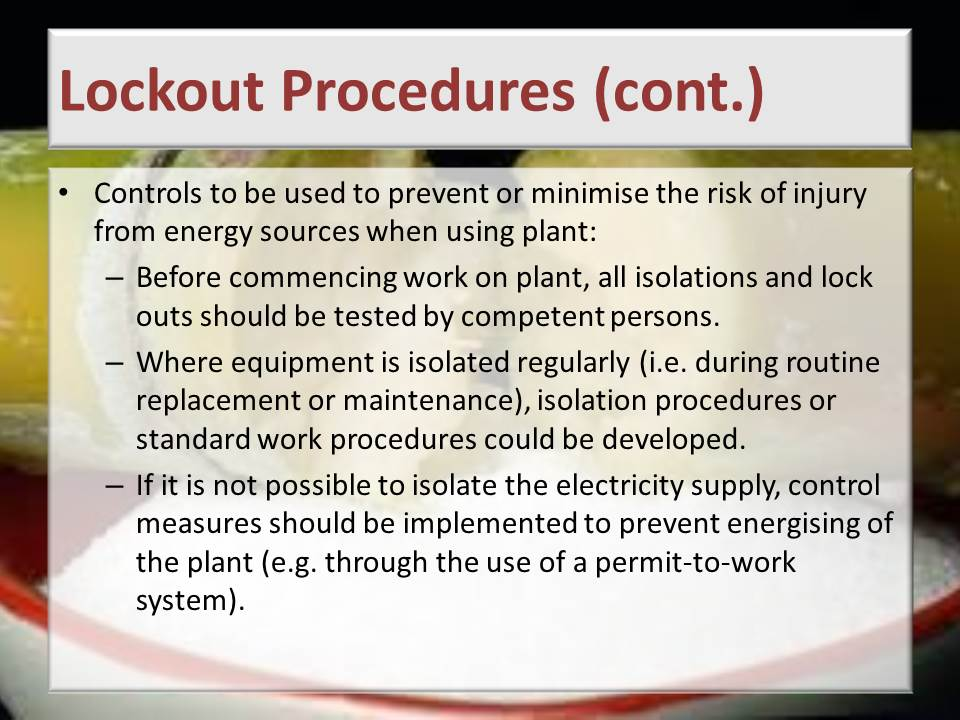 Lockout Procedures (cont.)
• Controls to be used to prevent or minimise the risk of injury
from energy sources when using plant:
– Before commencing work on plant, all isolations and lock
outs should be tested by competent persons.
– Where equipment is isolated regularly (i.e. during routine
replacement or maintenance), isolation procedures or
standard work procedures could be developed.
– If it is not possible to isolate the electricity supply, control
measures should be implemented to prevent energising of
the plant (e.g. through the use of a permit-to-work
system).